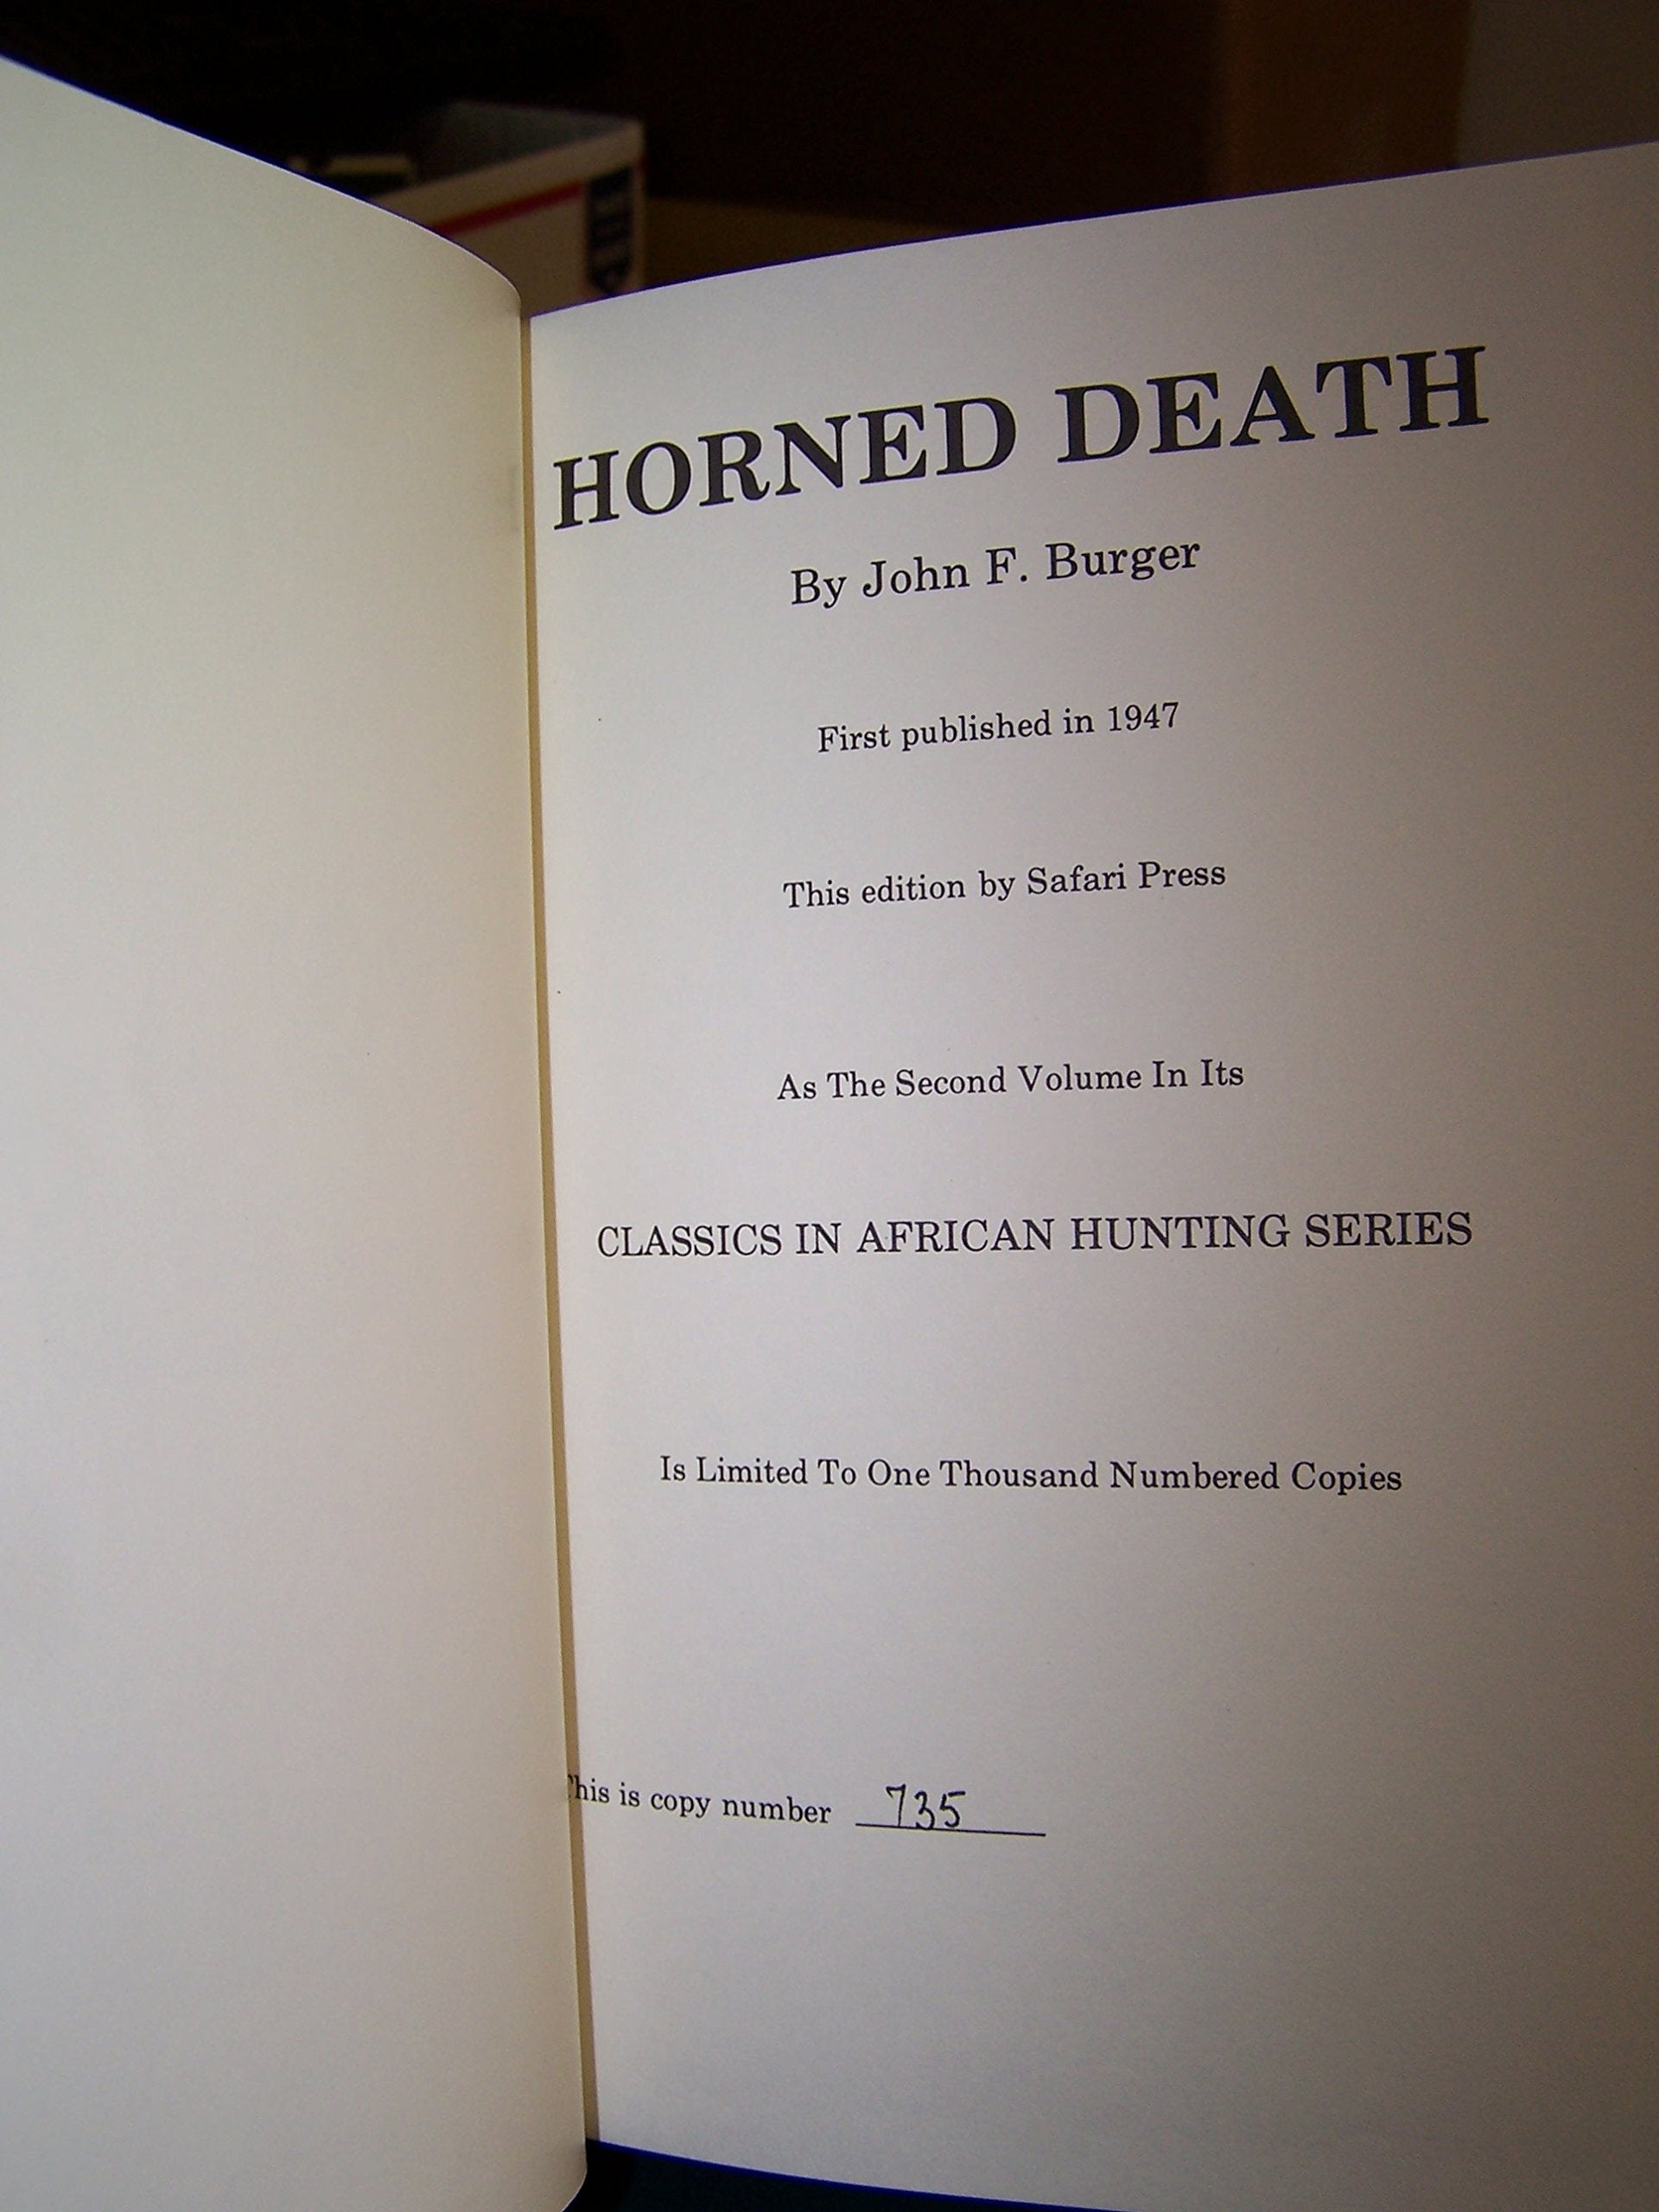 HORNED DEATH
By John F. Burger
First published in 1947
This edition by Safari Press
As The Second Volume In Its
CLASSICS IN AFRICAN HUNTING SERIES
Is Limited To One Thousand Numbered Copies
This is copy number 735